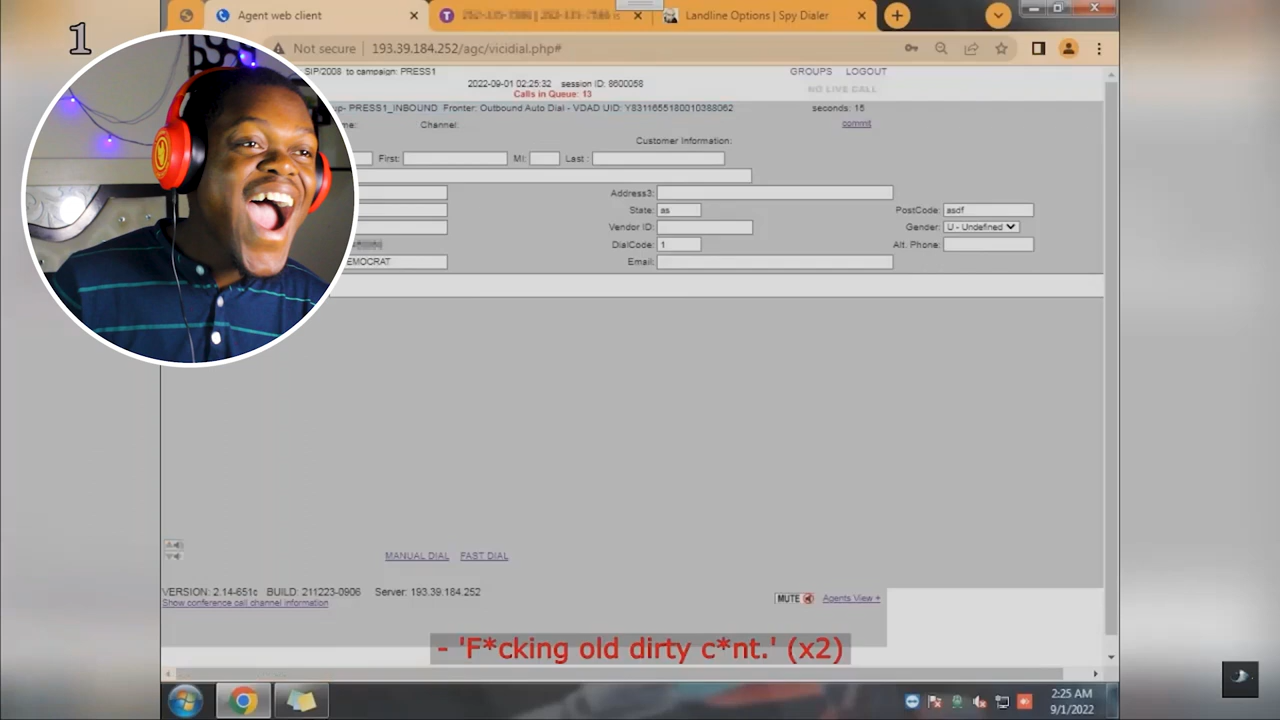 1
Agent web client
Landline Options | Spy Dialer
Not secure 193.39.184.252/agc/vicidial.php#
SIP/2008 to campaign: PRESS1
2022-09-01 02:25:32 session ID: 8600058
GROUPS LOGOUT
Calls in Queue: 13
NO LIVE CALL
PRESS1_INBOUND Fronter: Outbound Auto Dial - VDAD UID: Y8311655180010388062
seconds: 15
Channel:
commit
Customer Information:
First: MI: Last:
Address3:
State: as PostCode: asdf
Vendor ID: Gender: U - Undefined
DialCode: 1 Alt. Phone:
EMOCRAT Email:
MANUAL DIAL FAST DIAL
VERSION: 2.14-651c BUILD: 211223-0906 Server: 193.39.184.252
Show conference call channel information
MUTE Agents View +
- 'F*cking old dirty c*nt.' (x2)
2:25 AM
9/1/2022